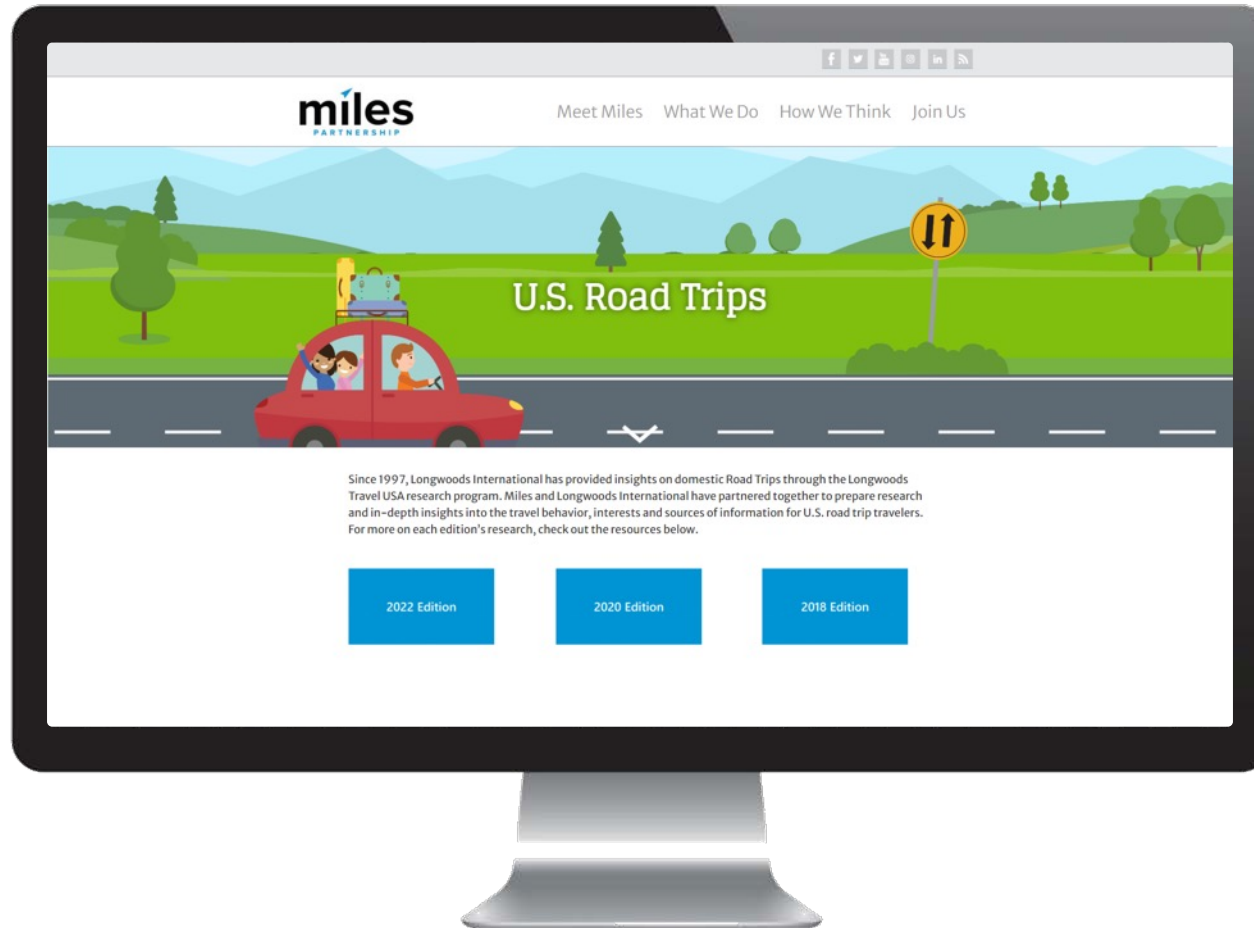 miles
PARTNERSHIP
Meet Miles What We Do How We Think Join Us
U.S. Road Trips
Since 1997, Longwoods International has provided insights on domestic Road Trips through the Longwoods
Travel USA research program. Miles and Longwoods International have partnered together to prepare research
and in-depth insights into the travel behavior, interests and sources of information for U.S. road trip travelers.
For more on each edition's research, check out the resources below.
2022 Edition 2020 Edition 2018 Edition